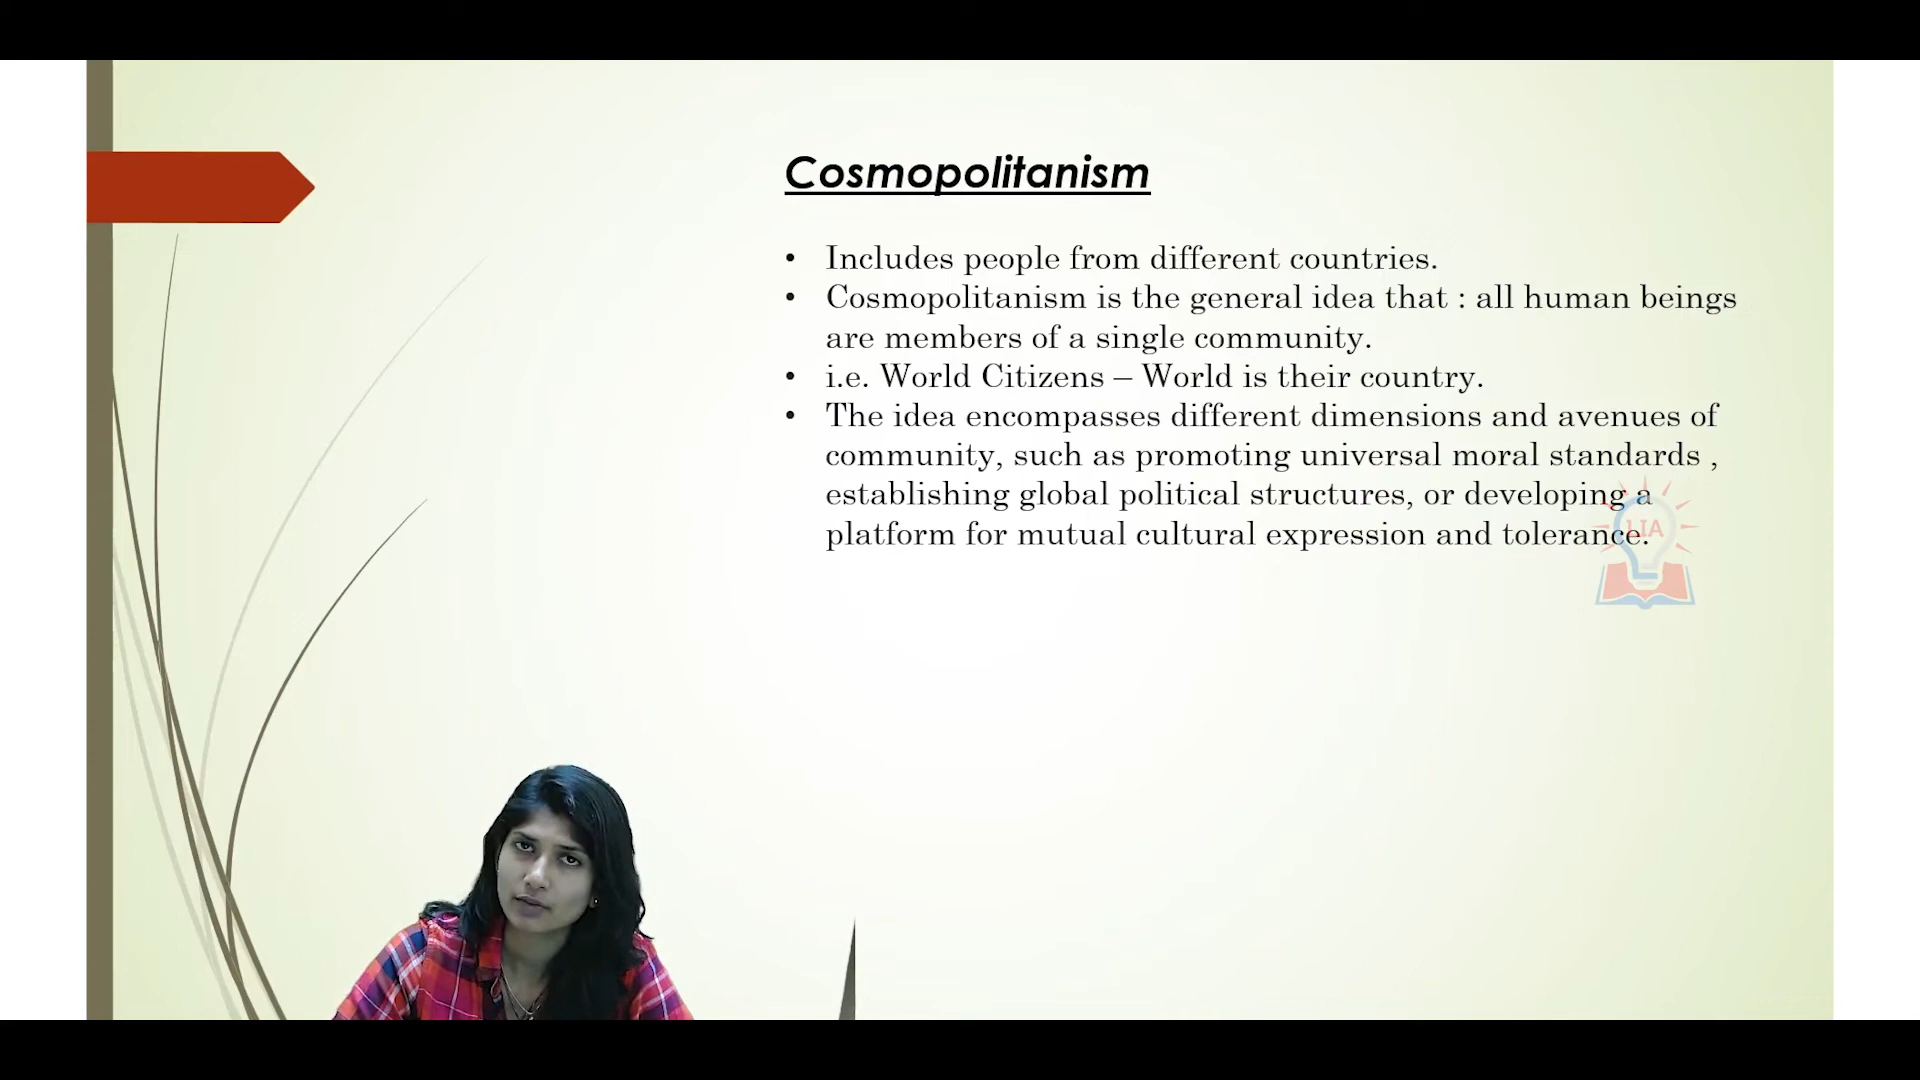 Cosmopolitanism
• Includes people from different countries.
• Cosmopolitanism is the general idea that : all human beings
are members of a single community.
• i.e. World Citizens – World is their country.
• The idea encompasses different dimensions and avenues of
community, such as promoting universal moral standards ,
establishing global political structures, or developing a
platform for mutual cultural expression and tolerance.
LIA